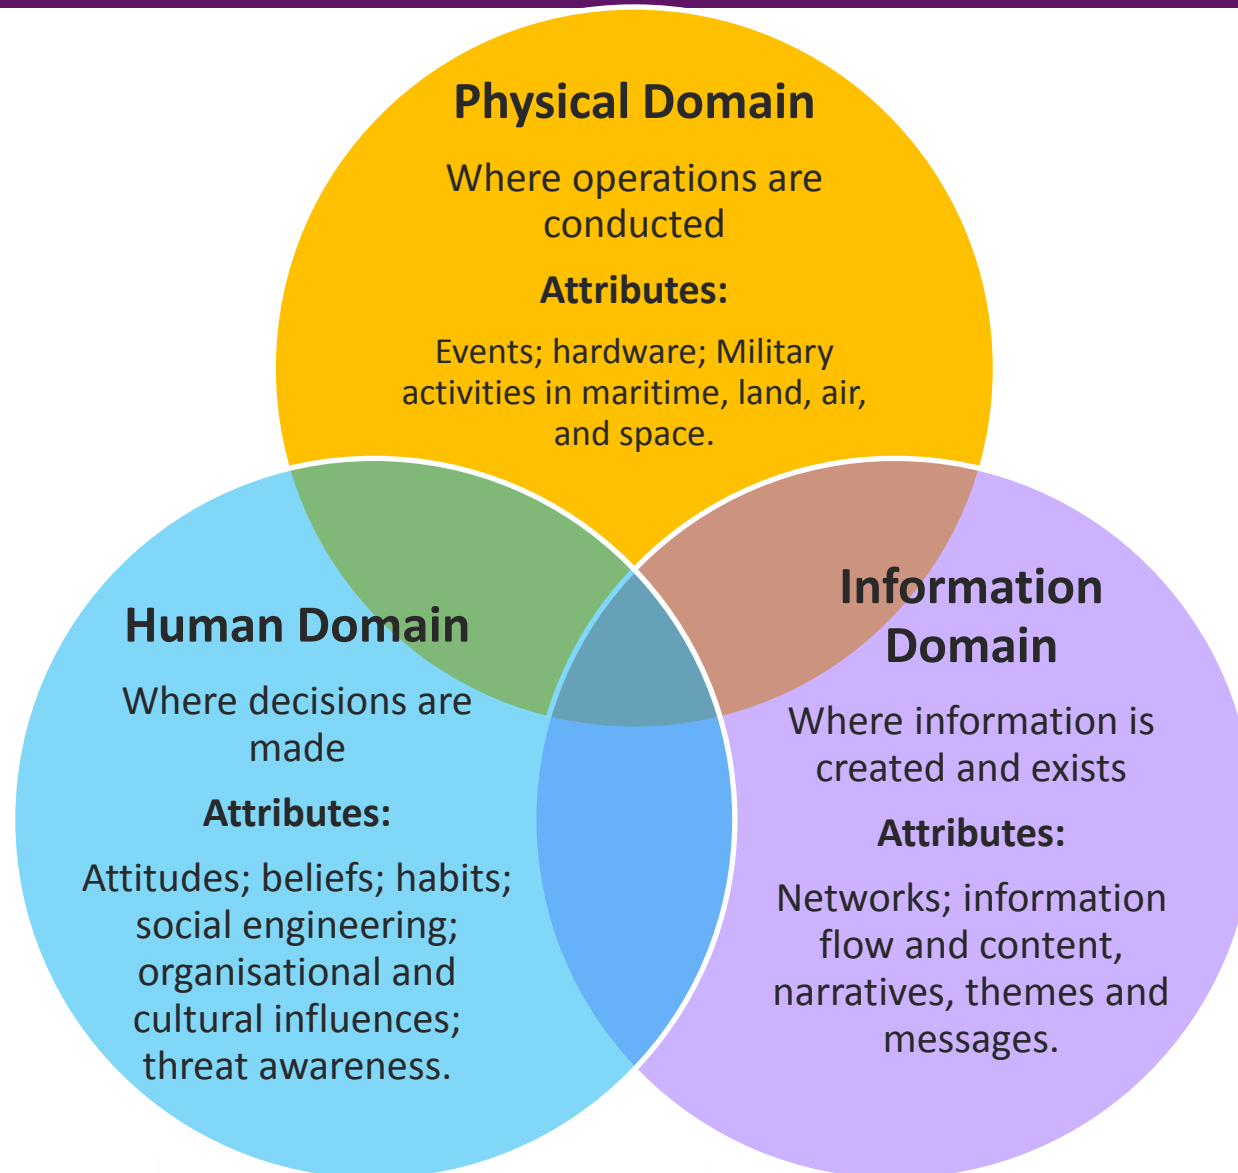 Physical Domain
Where operations are
conducted
Attributes:
Events; hardware; Military
activities in maritime, land, air,
and space.
Human Domain
Where decisions are
made
Attributes:
Attitudes; beliefs; habits;
social engineering;
organisational and
cultural influences;
threat awareness.
Information
Domain
Where information is
created and exists
Attributes:
Networks; information
flow and content,
narratives, themes and
messages.